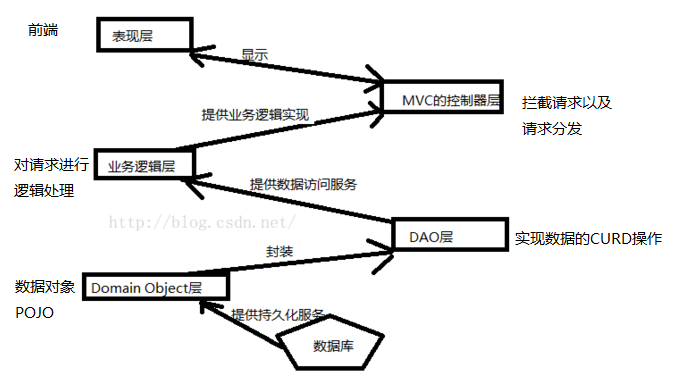 前端
表现层
显示
MVC的控制器层
拦截请求以及
请求分发
提供业务逻辑实现
对请求进行
逻辑处理
业务逻辑层
提供数据访问服务
http://blog.csdn.net/
DAO层
实现数据的CURD操作
封装
数据对象
POJO
Domain Object层
提供持久化服务
数据库